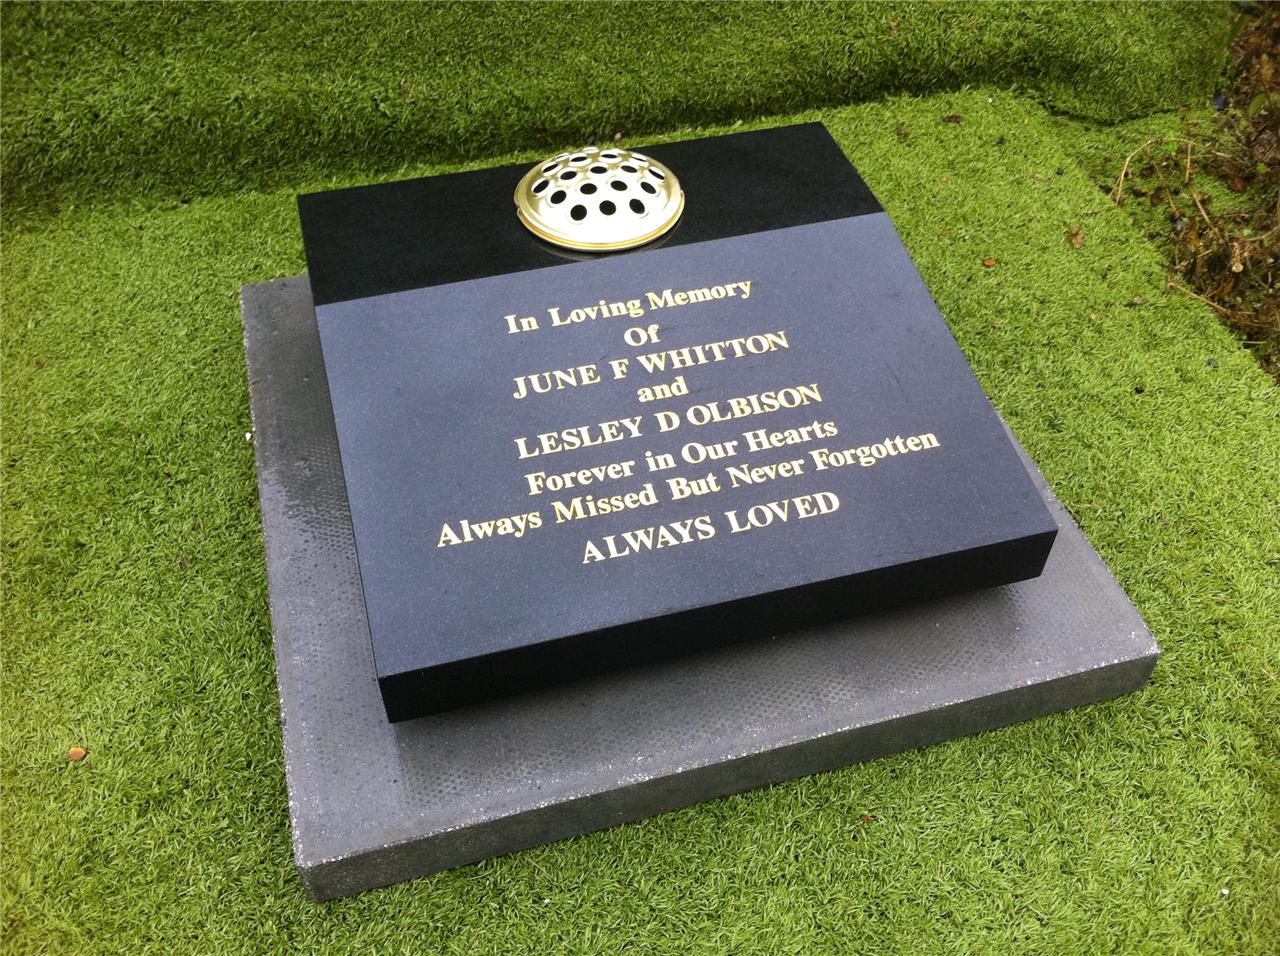 In Loving Memory
Of
JUNE F WHITTON
and
LESLEY D OLBISON
Forever in Our Hearts
Always Missed But Never Forgotten
ALWAYS LOVED